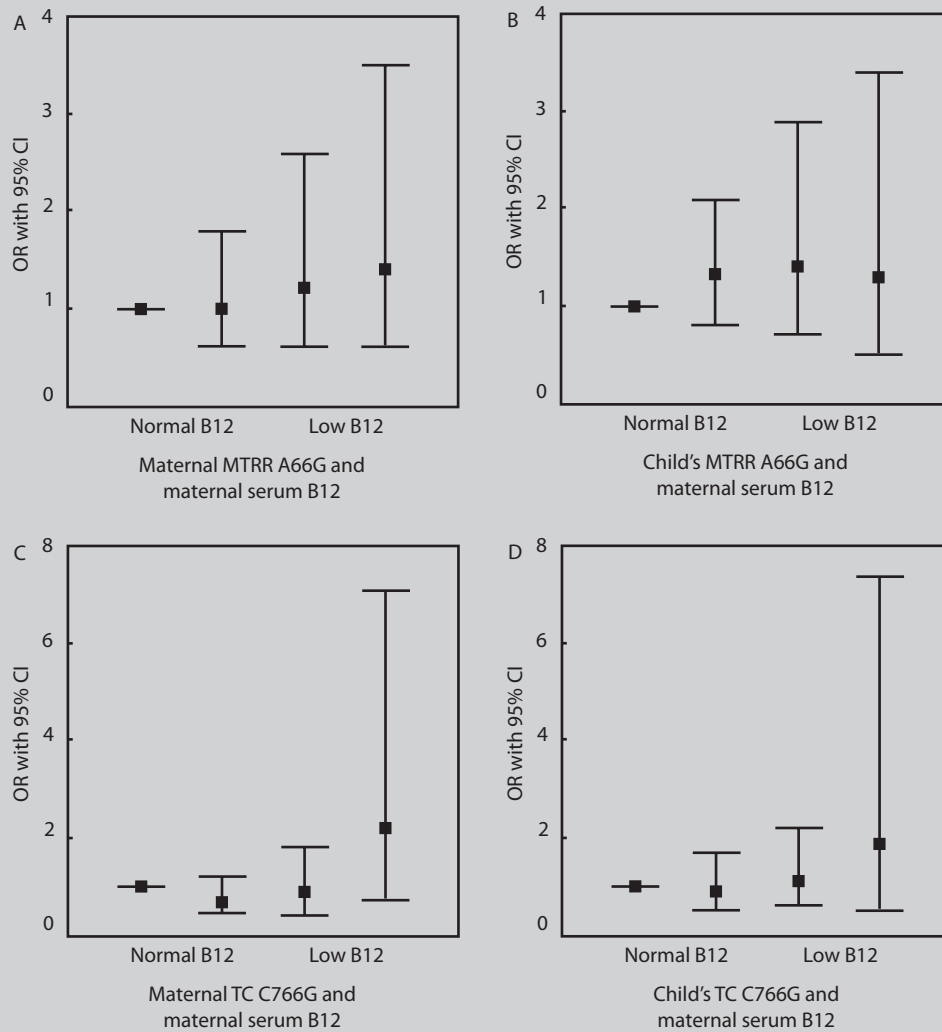 A
4
3
2
1
0
OR with 95% CI
Normal B12 Low B12
Maternal MTRR A66G and
maternal serum B12
B
4
3
2
1
0
OR with 95% CI
Normal B12 Low B12
Child's MTRR A66G and
maternal serum B12
C
8
6
4
2
0
OR with 95% CI
Normal B12 Low B12
Maternal TC C766G and
maternal serum B12
D
8
6
4
2
0
OR with 95% CI
Normal B12 Low B12
Child's TC C766G and
maternal serum B12